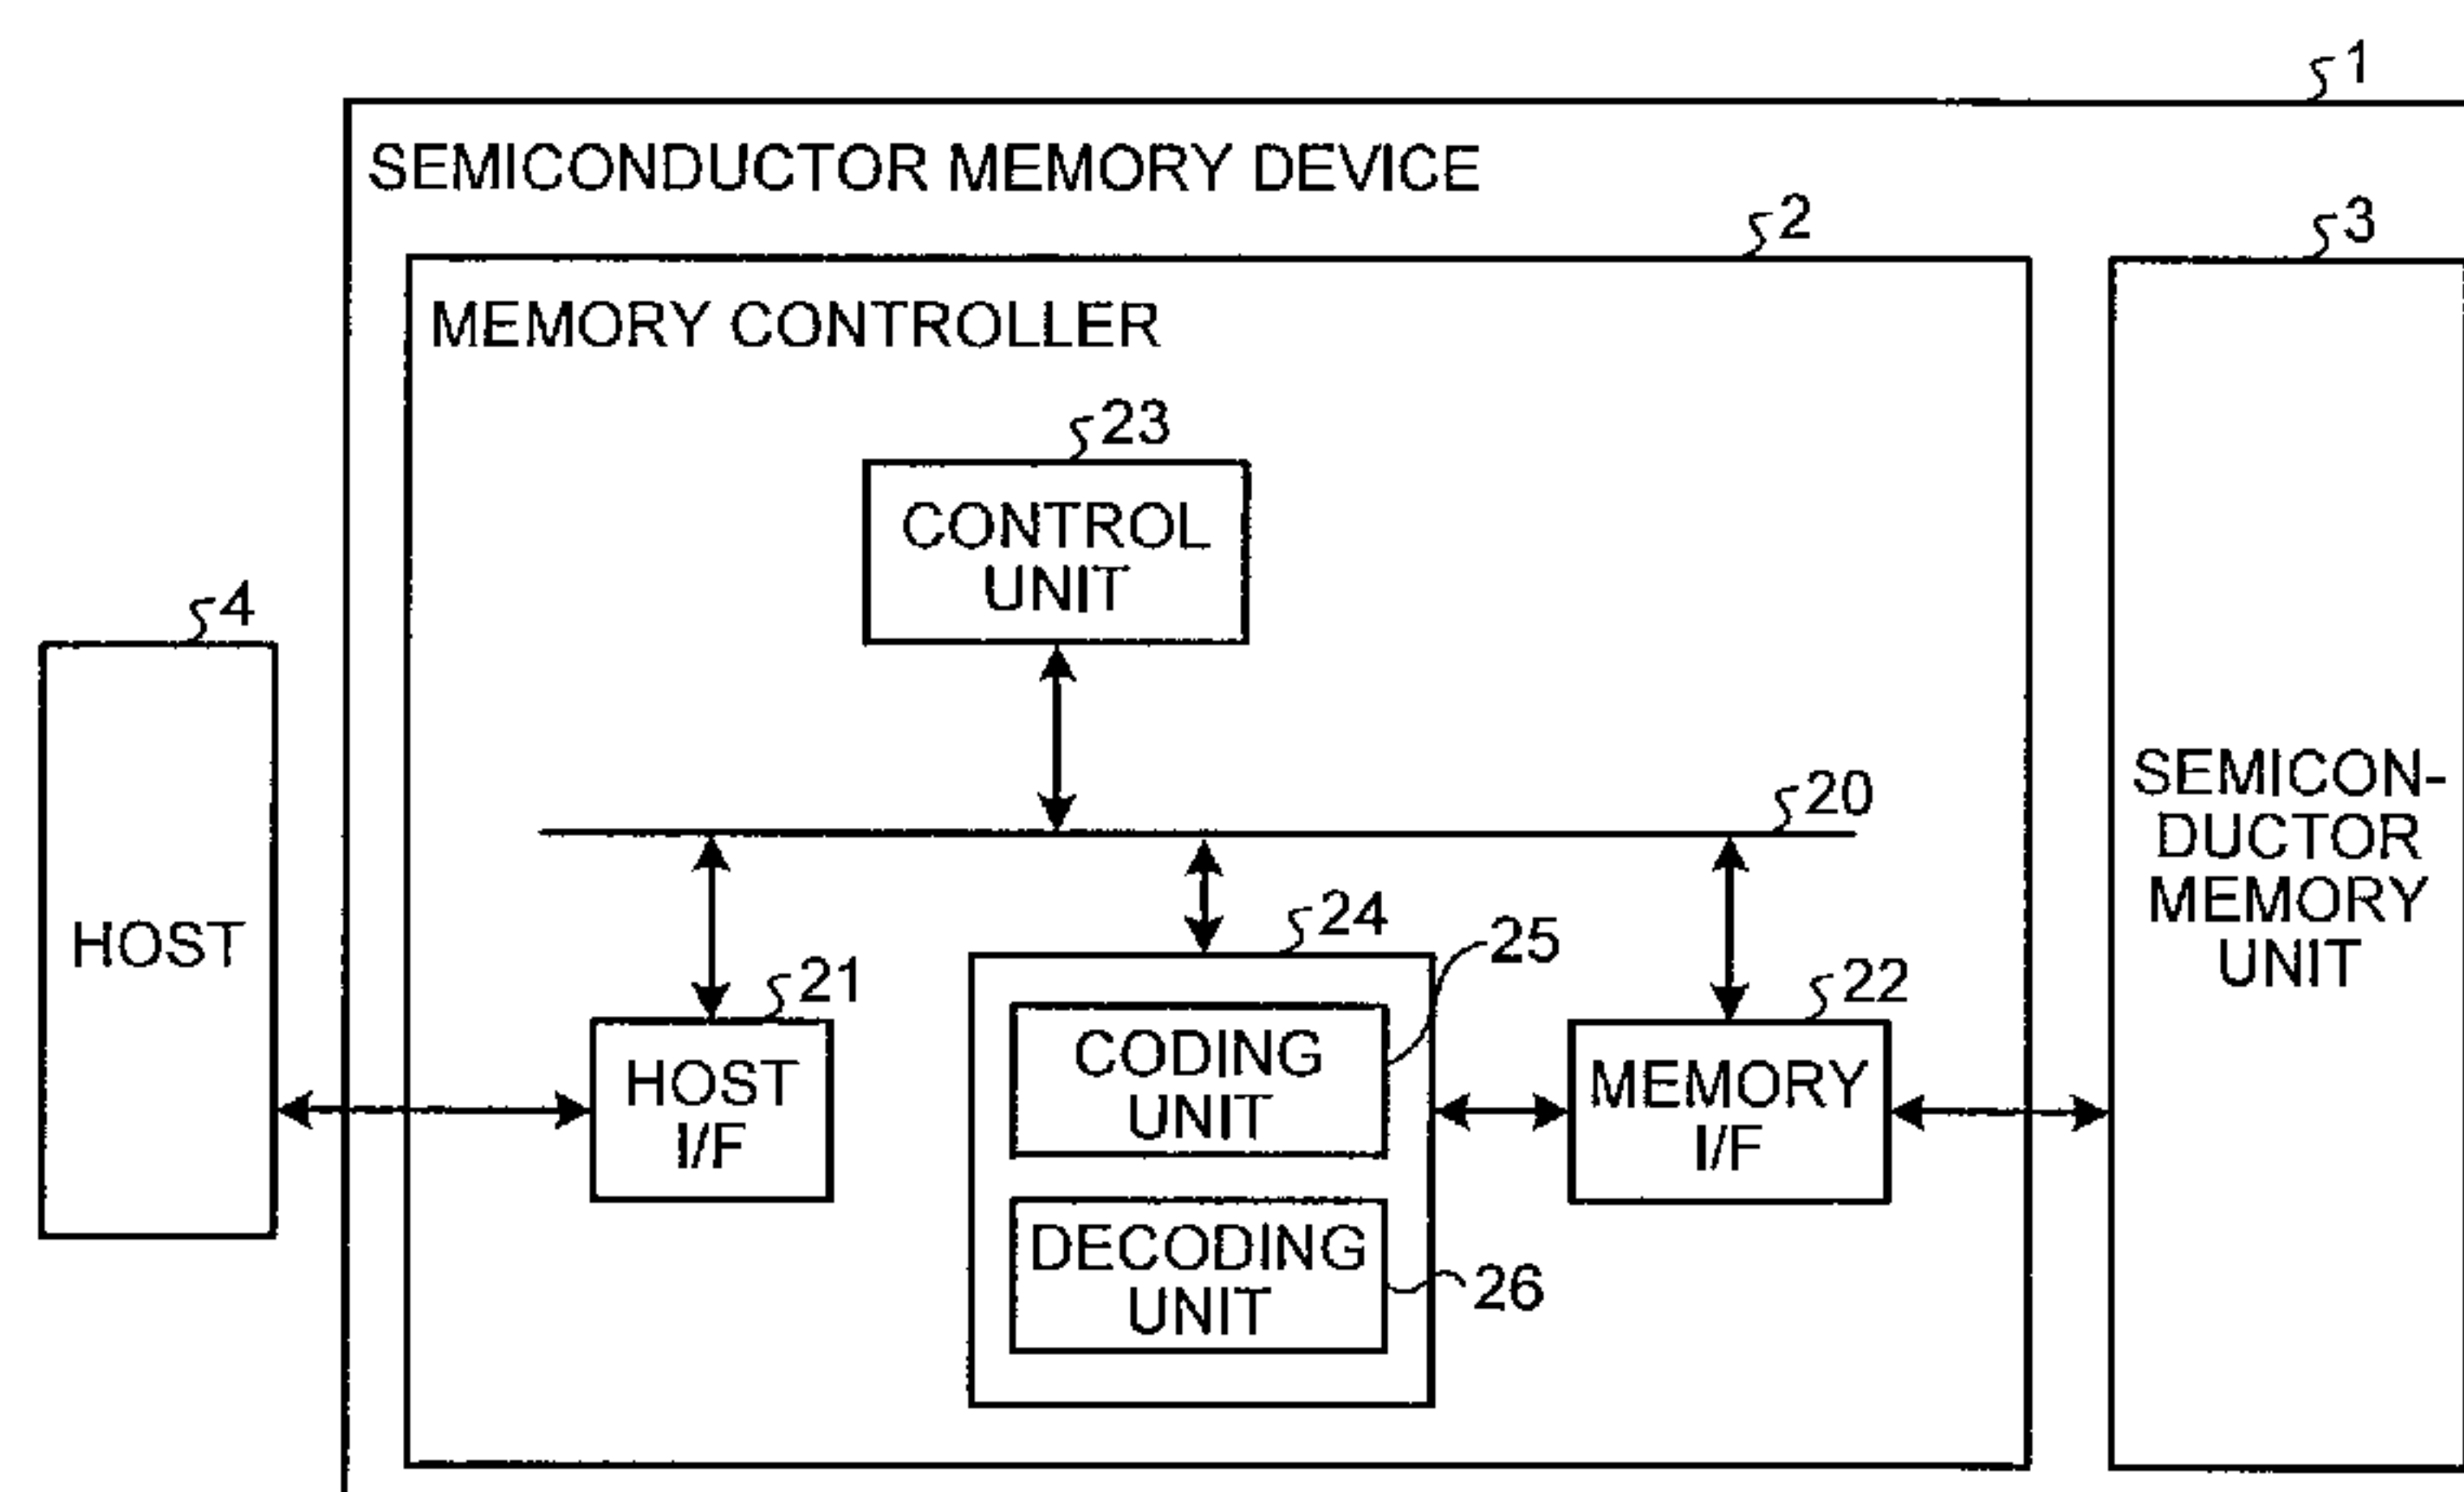 1
SEMICONDUCTOR MEMORY DEVICE
2
3
MEMORY CONTROLLER
23
CONTROL
UNIT
4
HOST
20
SEMICON-
DUCTOR
MEMORY
UNIT
24
25
21
22
HOST
I/F
CODING
UNIT
MEMORY
I/F
DECODING
UNIT
26